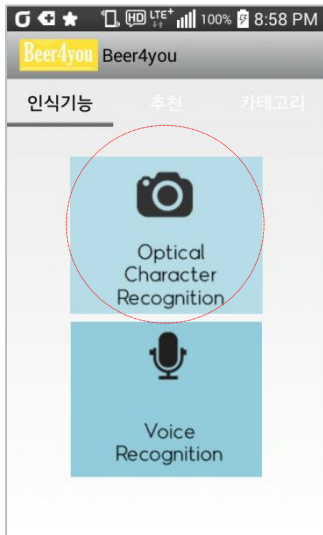 HD LTE+ 100% 8:58 PM
Beer4you Beer4you
인식기능 추천 카테고리
Optical
Character
Recognition
Voice
Recognition